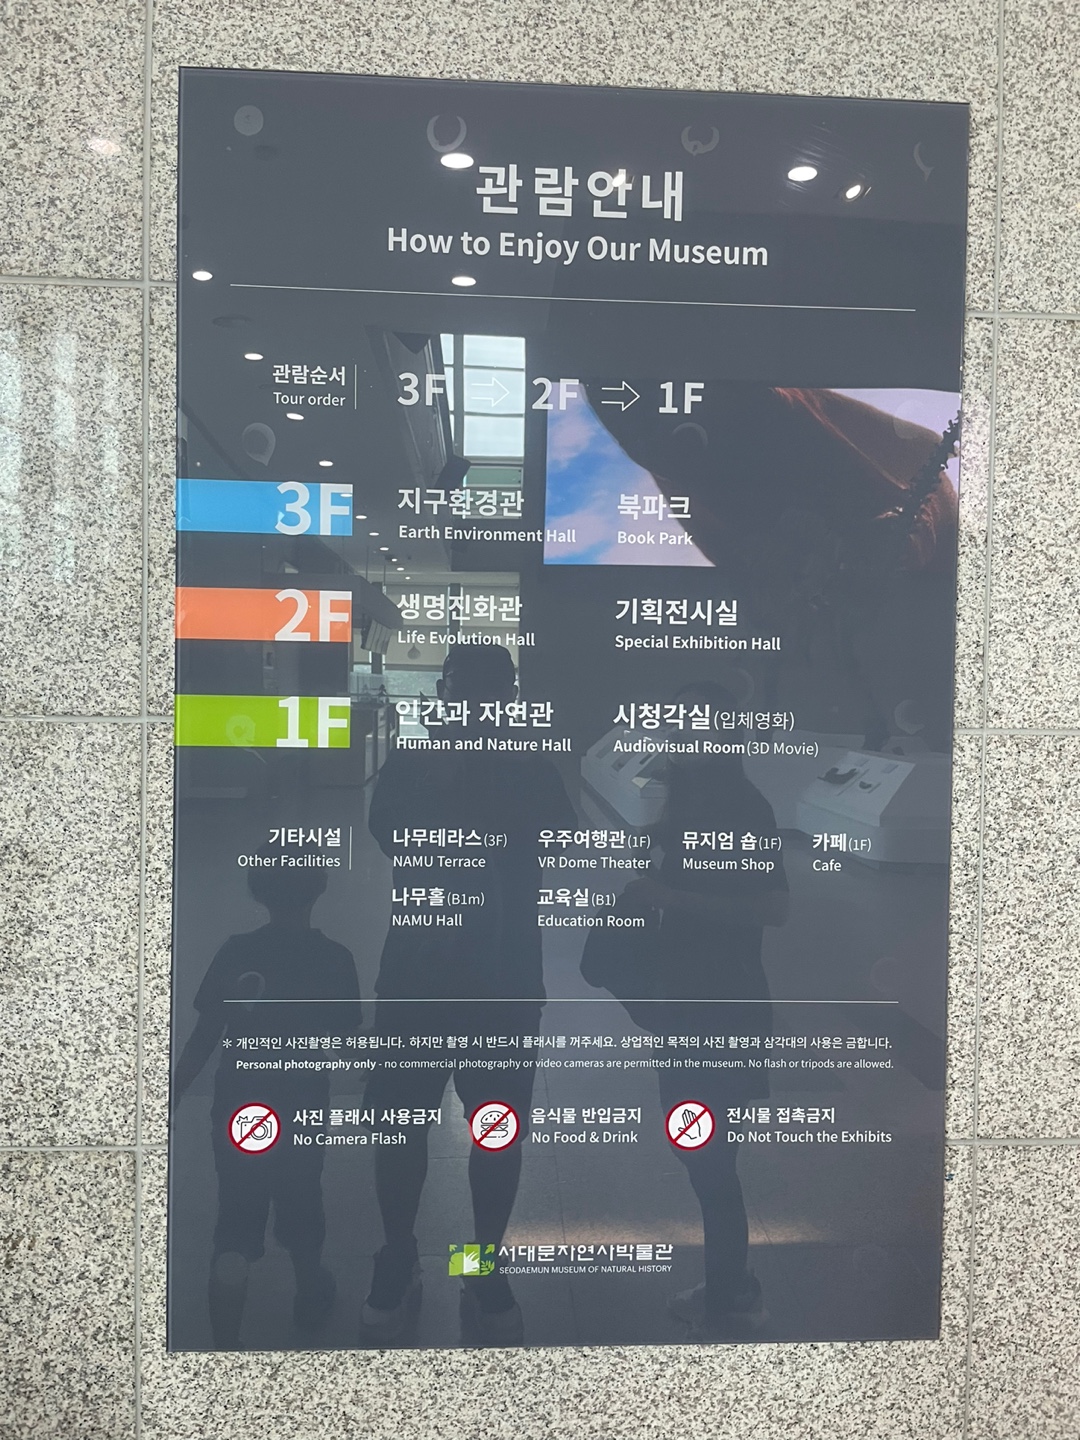 관람안내
How to Enjoy Our Museum
관람순서
Tour order
3F ⇨ 2F ⇨ 1F
3F
지구환경관
Earth Environment Hall
북파크
Book Park
2F
생명진화관
Life Evolution Hall
기획전시실
Special Exhibition Hall
1F
인간과 자연관
Human and Nature Hall
시청각실(입체영화)
Audiovisual Room(3D Movie)
기타시설
Other Facilities
나무테라스(3F)
NAMU Terrace
우주여행관(1F)
VR Dome Theater
뮤지엄 숍(1F)
Museum Shop
카페(1F)
Cafe
나무홀(B1m)
NAMU Hall
교육실(B1)
Education Room
※ 개인적인 사진촬영은 허용됩니다. 하지만 촬영 시 반드시 플래시를 꺼주세요. 상업적인 목적의 사진 촬영과 삼각대의 사용은 금합니다.
Personal photography only - no commercial photography or video cameras are permitted in the museum. No flash or tripods are allowed.
사진 플래시 사용금지
No Camera Flash
음식물 반입금지
No Food & Drink
전시물 접촉금지
Do Not Touch the Exhibits
서대문자연사박물관
SEODAEMUN MUSEUM OF NATURAL HISTORY